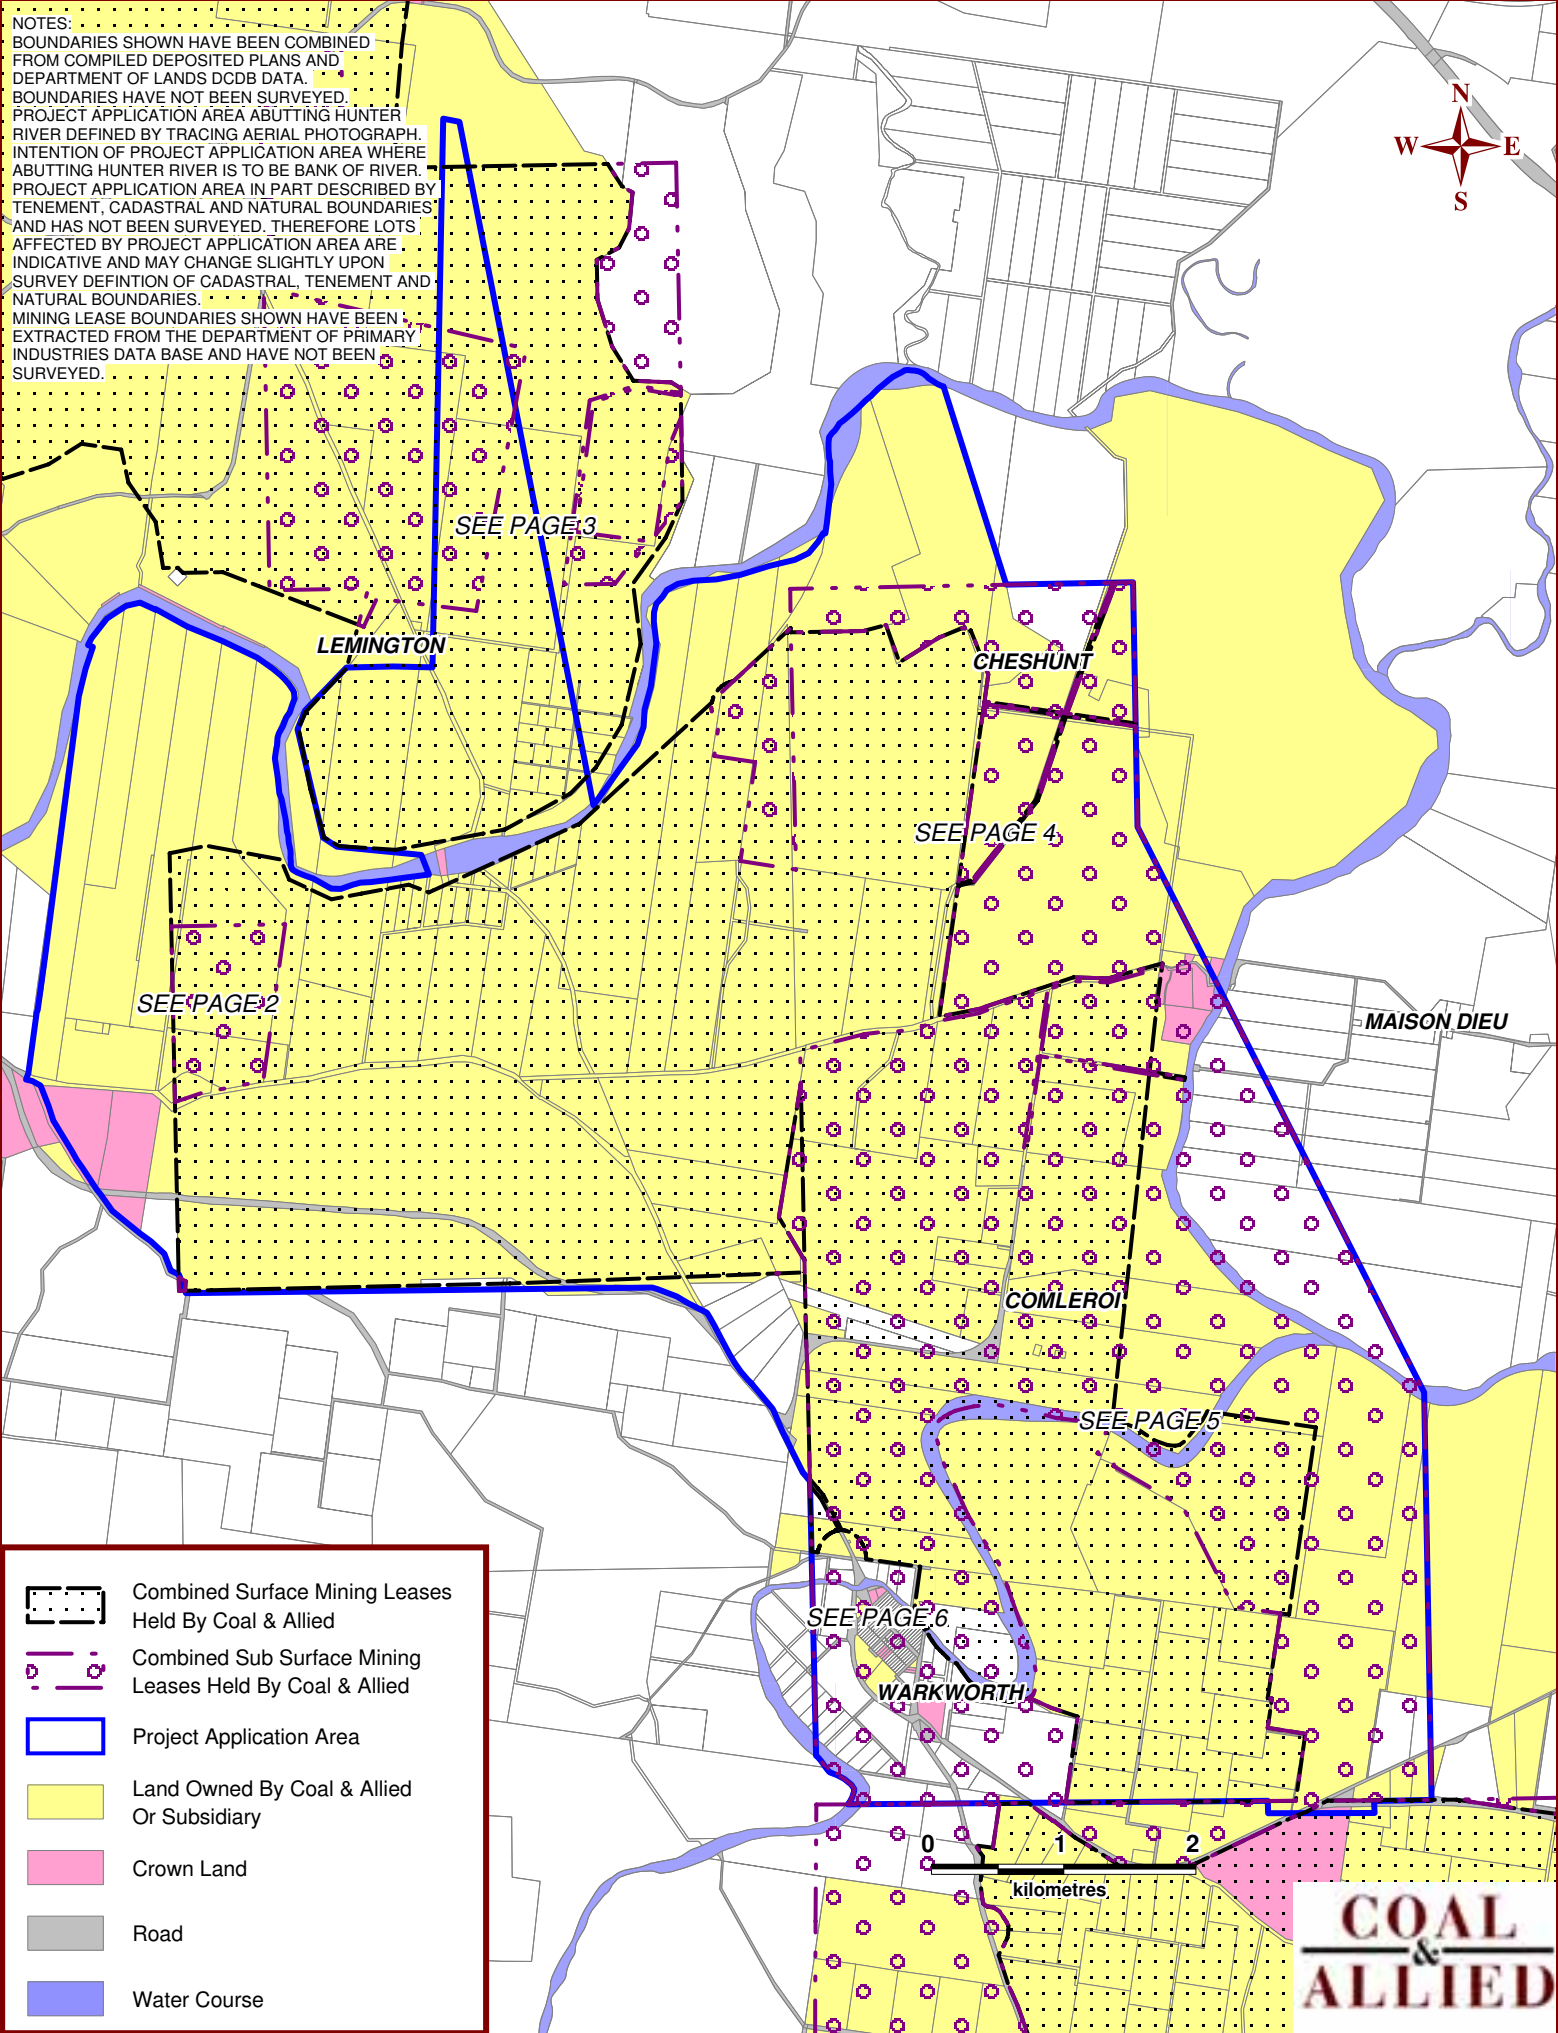 NOTES:
BOUNDARIES SHOWN HAVE BEEN COMBINED
FROM COMPILED DEPOSITED PLANS AND
DEPARTMENT OF LANDS DCDB DATA.
BOUNDARIES HAVE NOT BEEN SURVEYED.
PROJECT APPLICATION AREA ABUTTING HUNTER
RIVER DEFINED BY TRACING AERIAL PHOTOGRAPH.
INTENTION OF PROJECT APPLICATION AREA WHERE
ABUTTING HUNTER RIVER IS TO BE BANK OF RIVER.
PROJECT APPLICATION AREA IN PART DESCRIBED BY
TENEMENT, CADASTRAL AND NATURAL BOUNDARIES
AND HAS NOT BEEN SURVEYED. THEREFORE LOTS
AFFECTED BY PROJECT APPLICATION AREA ARE
INDICATIVE AND MAY CHANGE SLIGHTLY UPON
SURVEY DEFINTION OF CADASTRAL, TENEMENT AND
NATURAL BOUNDARIES.
MINING LEASE BOUNDARIES SHOWN HAVE BEEN
EXTRACTED FROM THE DEPARTMENT OF PRIMARY
INDUSTRIES DATA BASE AND HAVE NOT BEEN
SURVEYED.
N
W E
S
SEE PAGE 3
LEMINGTON
CHESHUNT
SEE PAGE 4
SEE PAGE 2
MAISON DIEU
COMLEROI
SEE PAGE 5
SEE PAGE 6
WARKWORTH
0 1 2
kilometres
Combined Surface Mining Leases
Held By Coal & Allied
Combined Sub Surface Mining
Leases Held By Coal & Allied
Project Application Area
Land Owned By Coal & Allied
Or Subsidiary
Crown Land
Road
Water Course
COAL
&
ALLIED